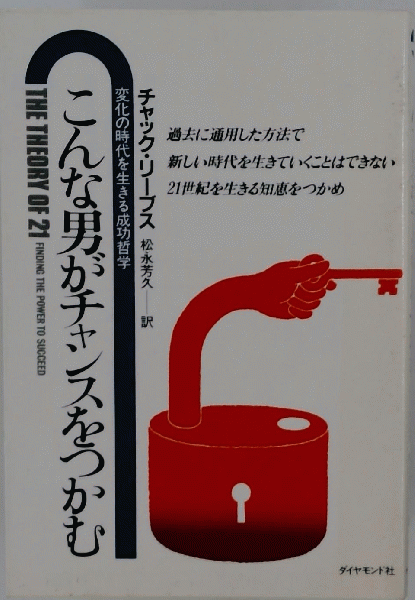 こんな男がチャンスをつかむ
THE THEORY OF 21
FINDING THE POWER TO SUCCEED
変化の時代を生きる成功哲学
チャック・リーブス
松永芳久──訳
過去に通用した方法で
新しい時代を生きていくことはできない
21世紀を生きる知恵をつかめ
ダイヤモンド社